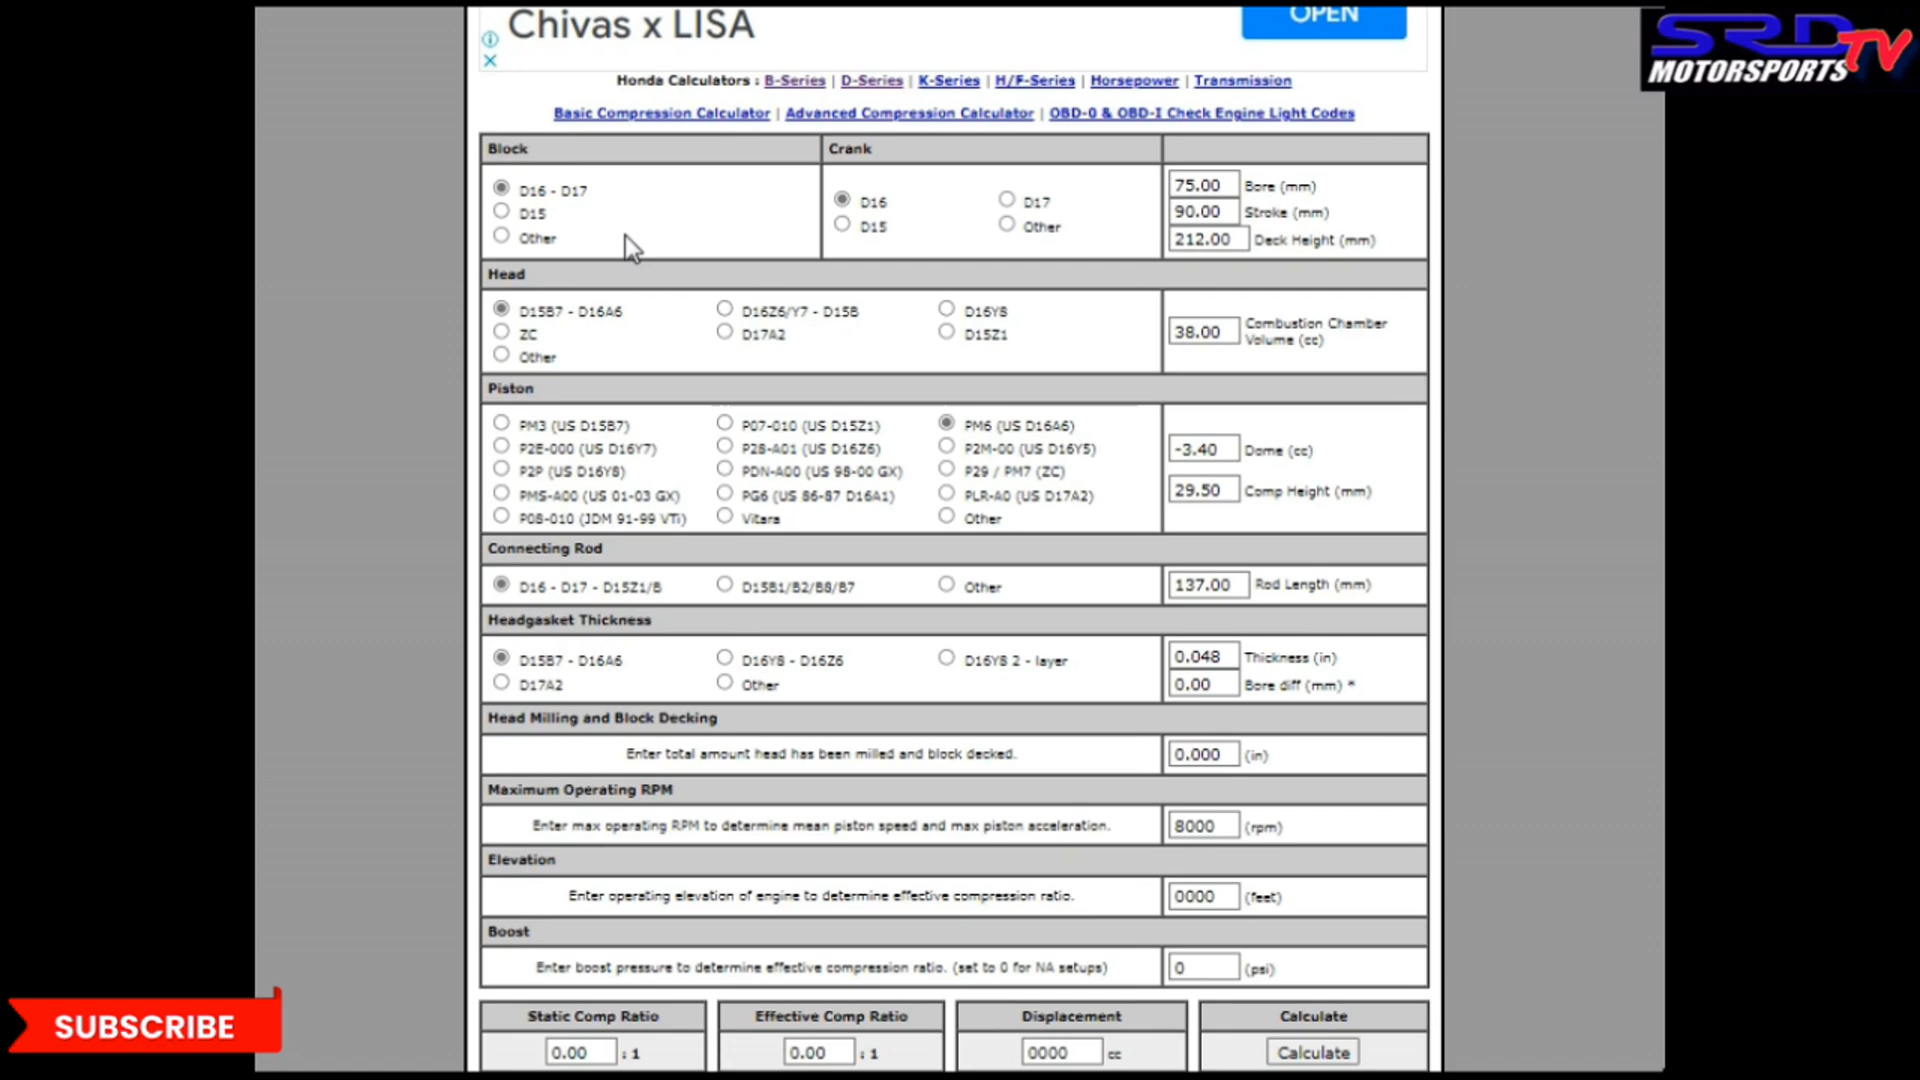 Chivas x LISA
OPEN
SRD TV
MOTORSPORTS
Honda Calculators : B-Series | D-Series | K-Series | H/F-Series | Horsepower | Transmission
Basic Compression Calculator | Advanced Compression Calculator | OBD-0 & OBD-I Check Engine Light Codes
Block Crank
D16 - D17 D16 D17 75.00 Bore (mm)
D15 D15 Other 90.00 Stroke (mm)
Other 212.00 Deck Height (mm)
Head
D15B7 - D16A6 D16Z6/Y7 - D15B D16Y8
ZC D17A2 D15Z1 38.00 Combustion Chamber
Other Volume (cc)
Piston
PM3 (US D15B7) P07-010 (US D15Z1) PM6 (US D16A6)
P2E-000 (US D16Y7) P28-A01 (US D16Z6) P2M-00 (US D16Y5) -3.40 Dome (cc)
P2P (US D16Y8) PDN-A00 (US 98-00 GX) P29 / PM7 (ZC)
PMS-A00 (US 01-03 GX) PG6 (US 86-87 D16A1) PLR-A0 (US D17A2) 29.50 Comp Height (mm)
P08-010 (JDM 91-99 VTi) Vitara Other
Connecting Rod
D16 - D17 - D15Z1/B D15B1/B2/B8/B7 Other 137.00 Rod Length (mm)
Headgasket Thickness
D15B7 - D16A6 D16Y8 - D16Z6 D16Y8 2 - layer 0.048 Thickness (in)
D17A2 Other 0.00 Bore diff (mm) *
Head Milling and Block Decking
Enter total amount head has been milled and block decked. 0.000 (in)
Maximum Operating RPM
Enter max operating RPM to determine mean piston speed and max piston acceleration. 8000 (rpm)
Elevation
Enter operating elevation of engine to determine effective compression ratio. 0000 (feet)
Boost
Enter boost pressure to determine effective compression ratio. (set to 0 for NA setups) 0 (psi)
Static Comp Ratio Effective Comp Ratio Displacement Calculate
0.00 : 1 0.00 : 1 0000 cc Calculate
SUBSCRIBE